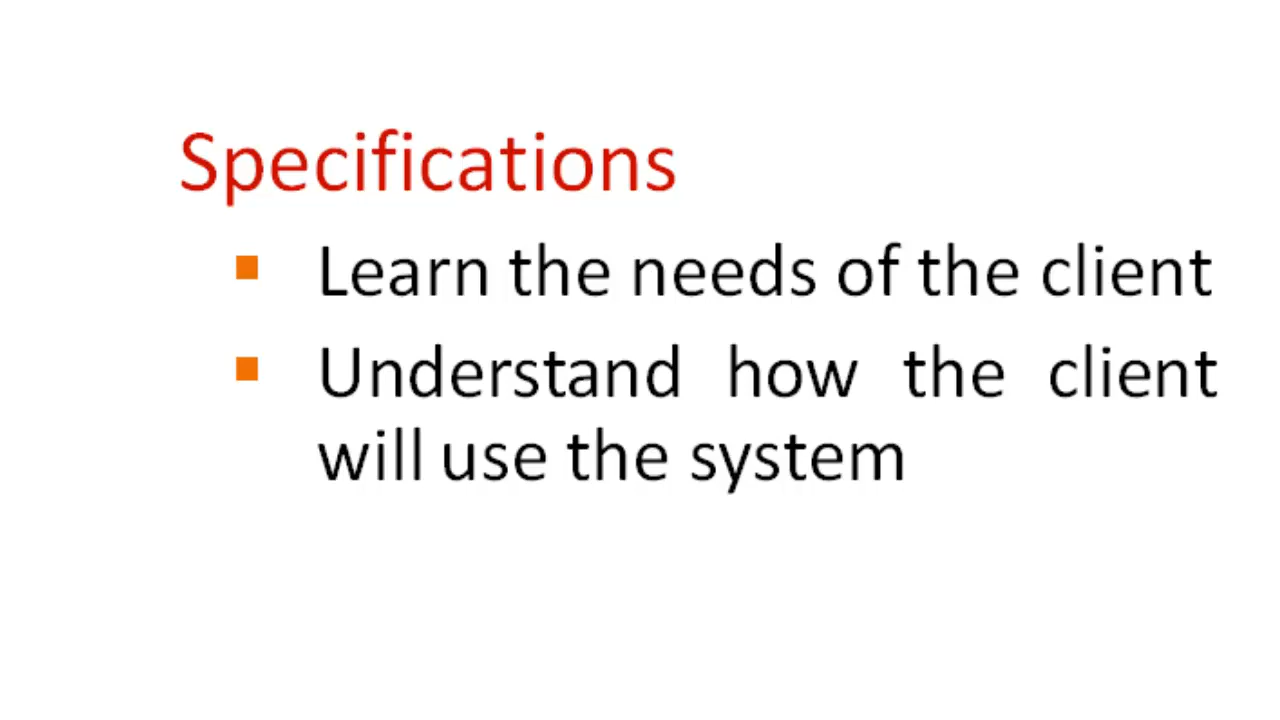 Specifications
Learn the needs of the client
Understand how the client
will use the system